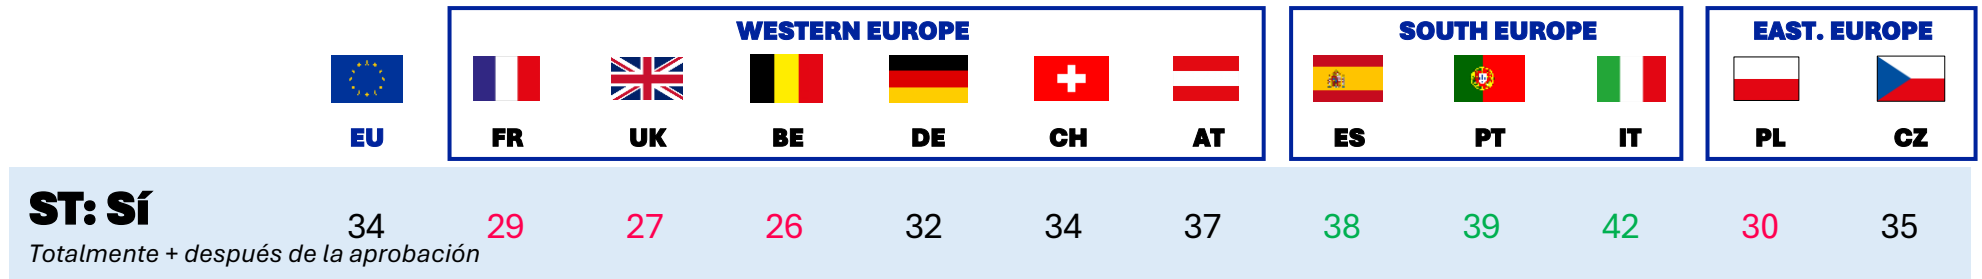 WESTERN EUROPE SOUTH EUROPE EAST. EUROPE
EU FR UK BE DE CH AT ES PT IT PL CZ
ST: Sí
34 29 27 26 32 34 37 38 39 42 30 35
Totalmente + después de la aprobación